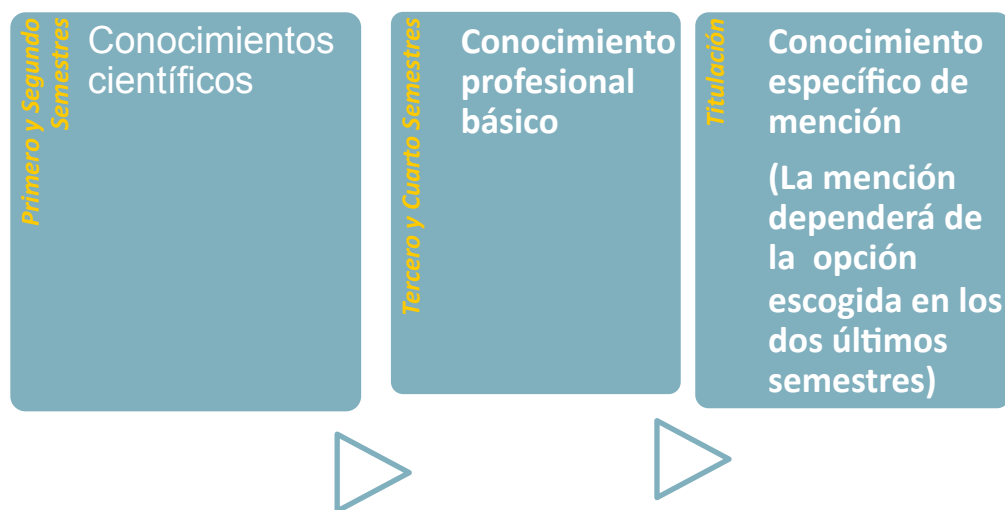 Primero y Segundo
Semestres
Conocimientos
científicos
Tercero y Cuarto Semestres
Conocimiento
profesional
básico
Titulación
Conocimiento
específico de
mención
(La mención
dependerá de
la opción
escogida en los
dos últimos
semestres)